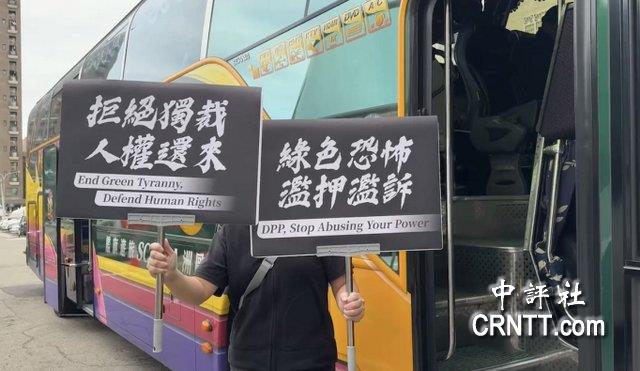 拒絕獨裁
人權還來
End Green Tyranny,
Defend Human Rights
綠色恐怖
濫押濫訴
DPP, Stop Abusing Your Power
DVD
中評社
CRNTT.com